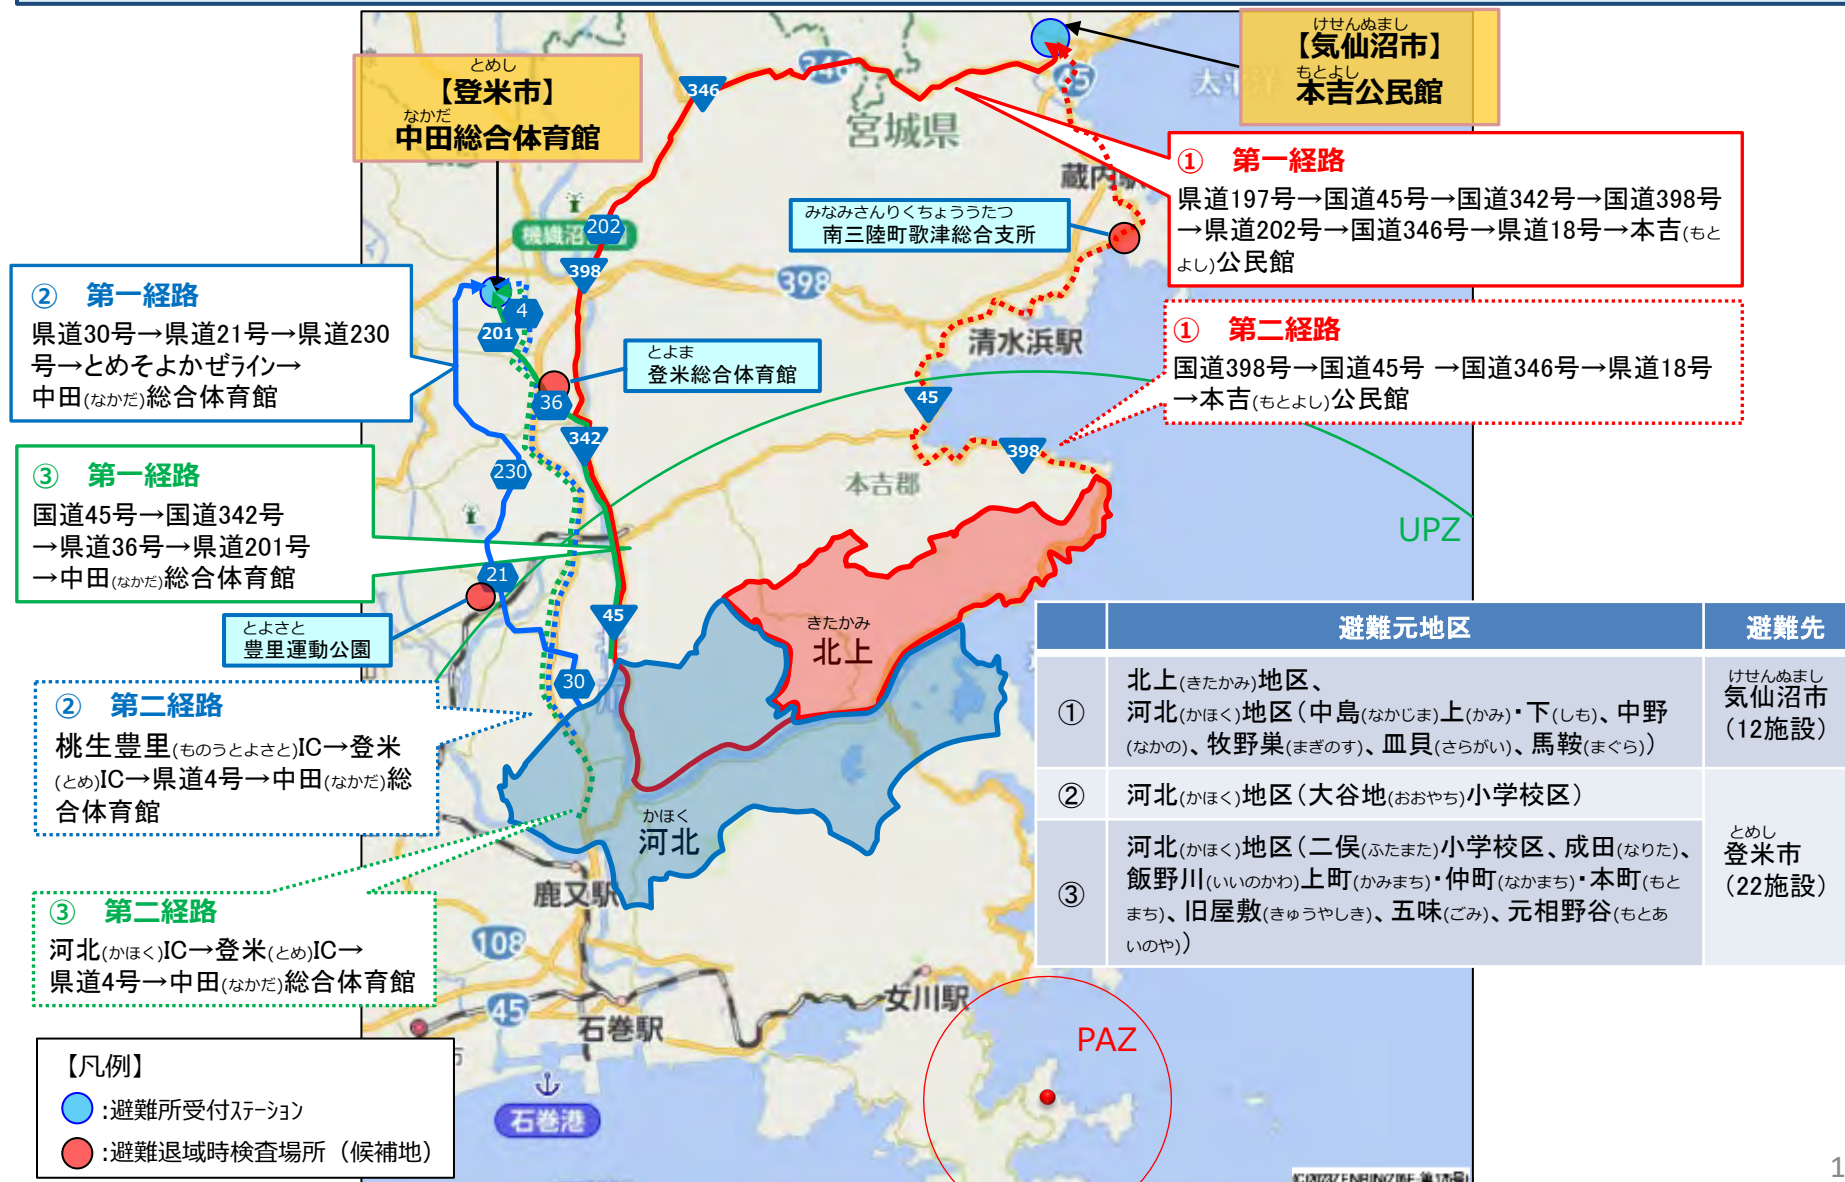 けせんぬまし
【気仙沼市】
もとよし
本吉公民館
とめし
【登米市】
なかだ
中田総合体育館
346
45
宮城県
① 第一経路
県道197号→国道45号→国道342号→国道398号
→県道202号→国道346号→県道18号→本吉(もと
よし)公民館
みなみさんりくちょううたつ
南三陸町歌津総合支所
202
398
398
② 第一経路
県道30号→県道21号→県道230
号→とめそよかぜライン→
中田(なかだ)総合体育館
4
201
清水浜駅
① 第二経路
国道398号→国道45号 →国道346号→県道18号
→本吉(もとよし)公民館
とよま
登米総合体育館
36
45
342
398
③ 第一経路
国道45号→国道342号
→県道36号→県道201号
→中田(なかだ)総合体育館
230
本吉郡
UPZ
21
とよさと
豊里運動公園
45
きたかみ
北上
30
② 第二経路
桃生豊里(ものうとよさと)IC→登米
(とめ)IC→県道4号→中田(なかだ)総
合体育館
かほく
河北
避難元地区 避難先
① 北上(きたかみ)地区、
河北(かほく)地区(中島(なかじま)上(かみ)・下(しも)、中野
(なかの)、牧野巣(まぎのす)、皿貝(さらがい)、馬鞍(まぐら))
けせんぬまし
気仙沼市
(12施設)
② 河北(かほく)地区(大谷地(おおやち)小学校区)
③ 河北(かほく)地区(二俣(ふたまた)小学校区、成田(なりた)、
飯野川(いいのかわ)上町(かみまち)・仲町(なかまち)・本町(もと
まち)、旧屋敷(きゅうやしき)、五味(ごみ)、元相野谷(もとあ
いのや))
とめし
登米市
(22施設)
③ 第二経路
河北(かほく)IC→登米(とめ)IC→
県道4号→中田(なかだ)総合体育館
鹿又駅
108
45
石巻駅
女川駅
PAZ
石巻港
【凡例】
:避難所受付ステーション
:避難退域時検査場所（候補地）
1